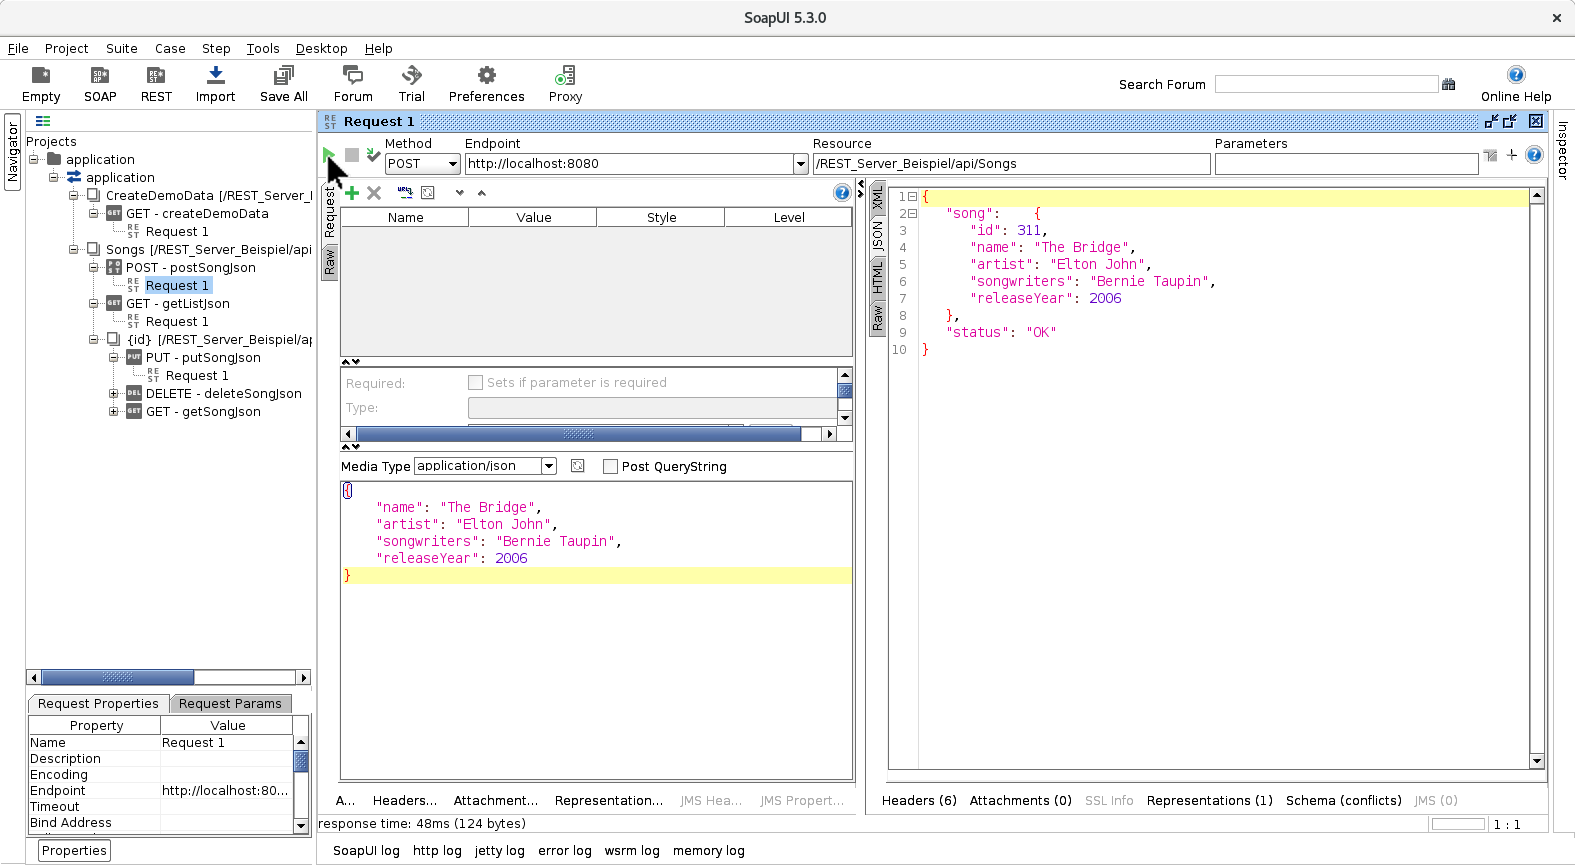 SoapUI 5.3.0
File Project Suite Case Step Tools Desktop Help
Empty SOAP REST Import Save All Forum Trial Preferences Proxy Search Forum Online Help
Navigator
Projects
application
application
CreateDemoData [/REST_Server_
GET - createDemoData
Request 1
Songs [/REST_Server_Beispiel/api
POST - postSongJson
Request 1
GET - getListJson
Request 1
{id} [/REST_Server_Beispiel/ap
PUT - putSongJson
Request 1
DELETE - deleteSongJson
GET - getSongJson
Request Properties Request Params
Property Value
Name Request 1
Description
Encoding
Endpoint http://localhost:80...
Timeout
Bind Address
Properties
Request 1
Method Endpoint Resource Parameters
POST http://localhost:8080 /REST_Server_Beispiel/api/Songs
Request
Raw
Name Value Style Level
Required: Sets if parameter is required
Type:
Media Type application/json Post QueryString
{
"name": "The Bridge",
"artist": "Elton John",
"songwriters": "Bernie Taupin",
"releaseYear": 2006
}
A... Headers... Attachment... Representation... JMS Hea... JMS Propert...
XML
JSON
HTML
Raw
1 {
2 "song": {
3 "id": 311,
4 "name": "The Bridge",
5 "artist": "Elton John",
6 "songwriters": "Bernie Taupin",
7 "releaseYear": 2006
8 },
9 "status": "OK"
10 }
Headers (6) Attachments (0) SSL Info Representations (1) Schema (conflicts) JMS (0)
response time: 48ms (124 bytes) 1 : 1
SoapUI log http log jetty log error log wsrm log memory log
Inspector